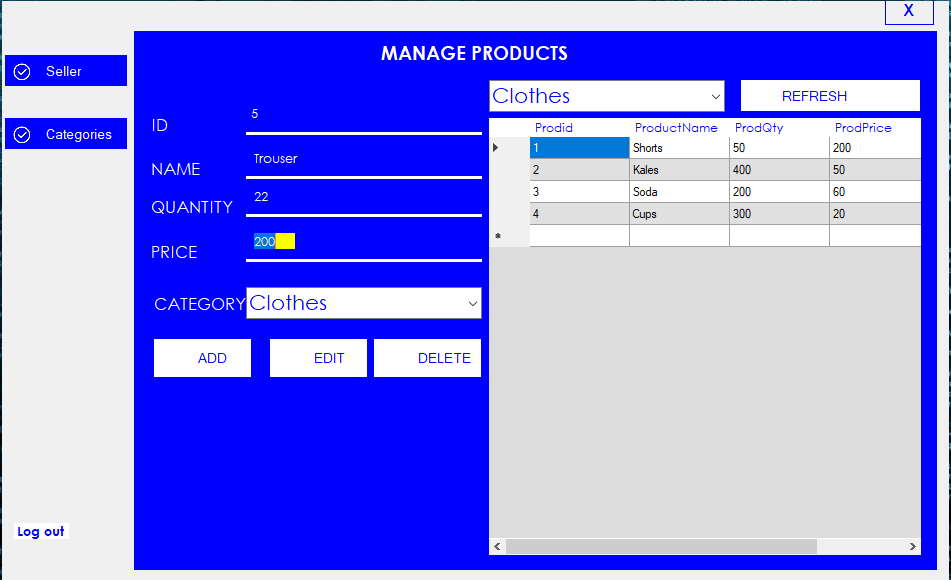 X
MANAGE PRODUCTS
Seller
Categories
ID 5
NAME Trouser
QUANTITY 22
PRICE 200
CATEGORY Clothes
ADD EDIT DELETE
Clothes REFRESH
Prodid ProductName ProdQty ProdPrice
1 Shorts 50 200
2 Kales 400 50
3 Soda 200 60
4 Cups 300 20
*
Log out